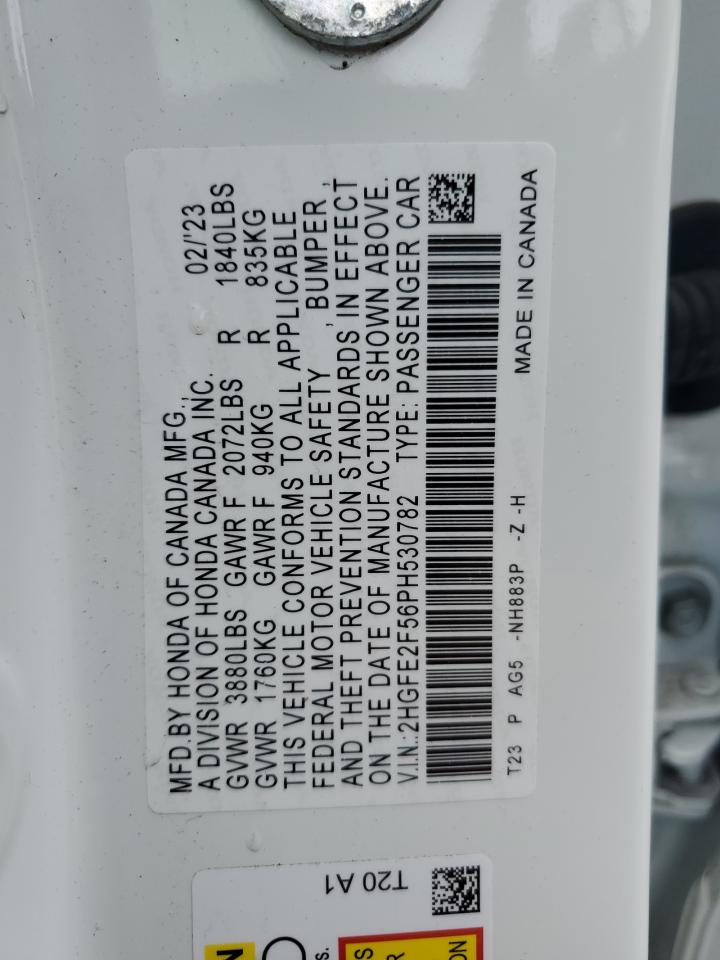 MFD.BY HONDA OF CANADA MFG., 02/'23
A DIVISION OF HONDA CANADA INC.
GVWR 3880LBS GAWR F 2072LBS R 1840LBS
GVWR 1760KG GAWR F 940KG R 835KG
THIS VEHICLE CONFORMS TO ALL APPLICABLE
FEDERAL MOTOR VEHICLE SAFETY , BUMPER ,
AND THEFT PREVENTION STANDARDS IN EFFECT
ON THE DATE OF MANUFACTURE SHOWN ABOVE.
V.I.N.:2HGFE2F56PH530782 TYPE: PASSENGER CAR
T23 P AG5 -NH883P -Z -H MADE IN CANADA
T20 A1